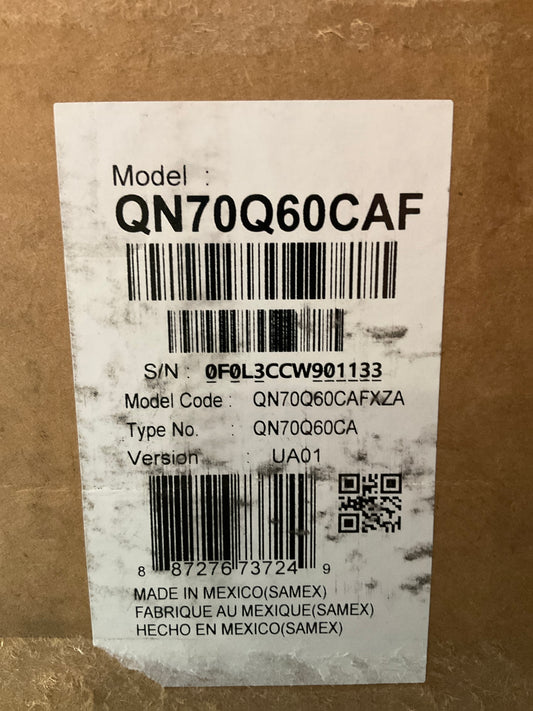 Model :
QN70Q60CAF
S/N : 0F0L3CCW901133
Model Code : QN70Q60CAFXZA
Type No. : QN70Q60CA
Version : UA01
8 87276 73724 9
MADE IN MEXICO(SAMEX)
FABRIQUE AU MEXIQUE(SAMEX)
HECHO EN MEXICO(SAMEX)